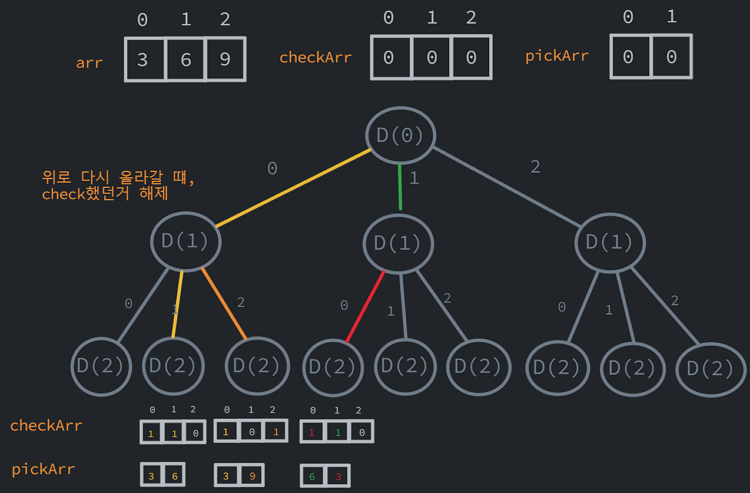 0 1 2
arr 3 6 9
0 1 2
checkArr 0 0 0
0 1
pickArr 0 0
D(0)
위로 다시 올라갈 떄,
check했던거 해제
0 1 2
D(1) D(1) D(1)
0 1 2 0 1 2 0 1 2
D(2) D(2) D(2) D(2) D(2) D(2) D(2) D(2) D(2)
0 1 2 0 1 2 0 1 2
checkArr 1 1 0 1 0 1 1 1 0
pickArr 3 6 3 9 6 3